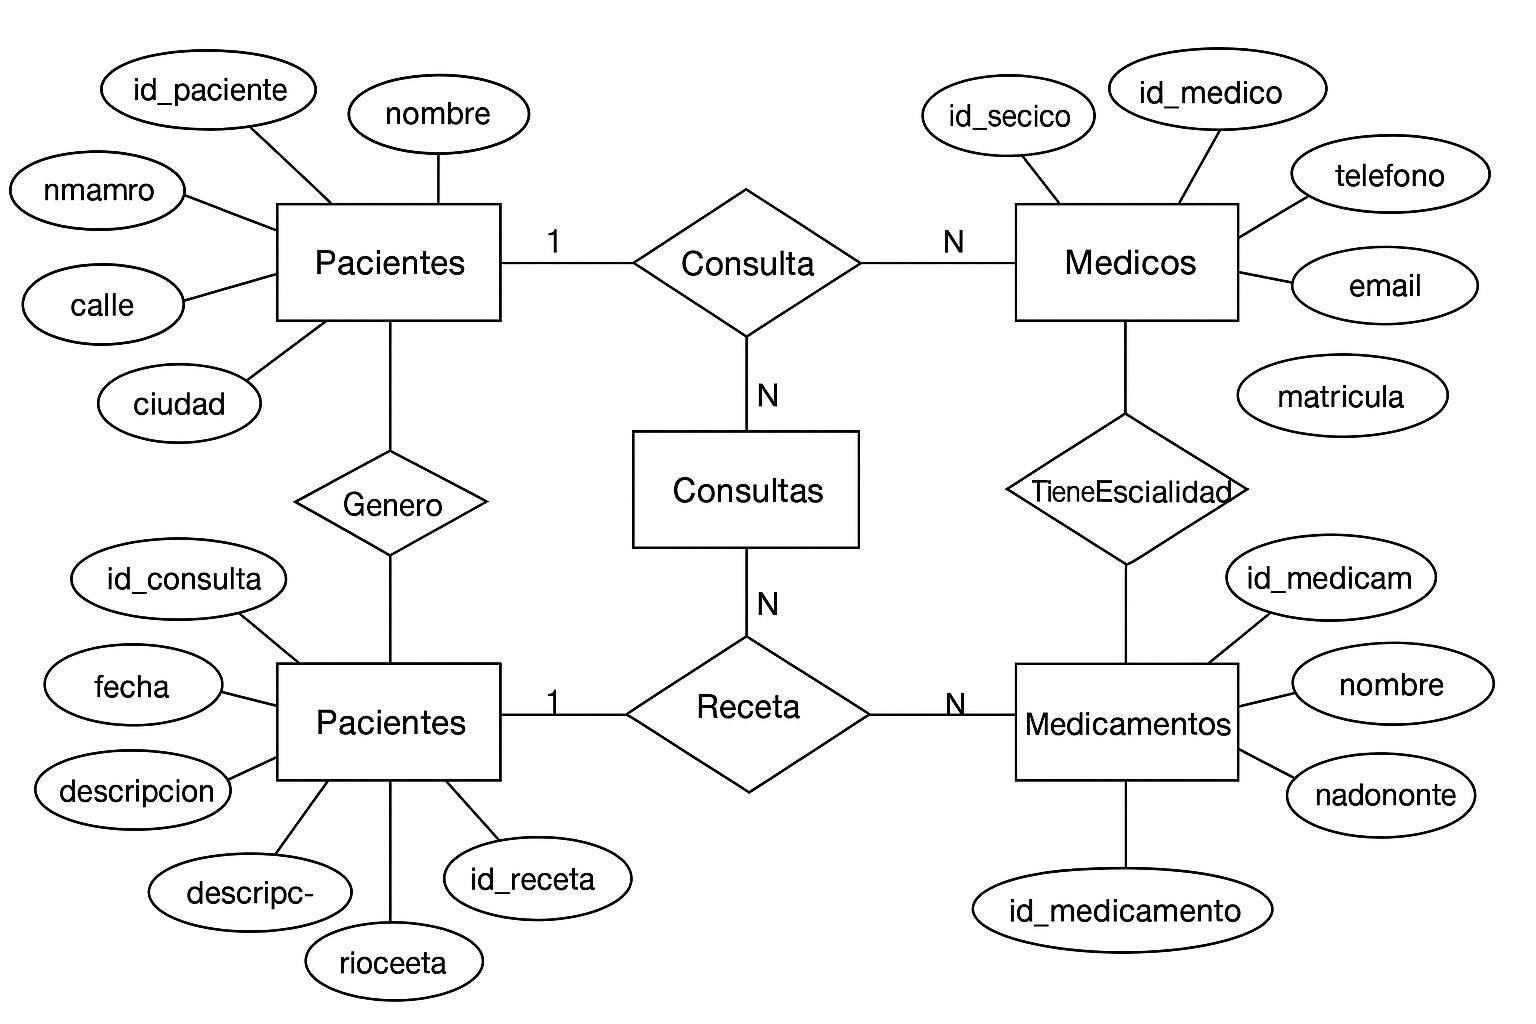 id_paciente
nombre
id_secico
id_medico
nmamro
telefono
Pacientes
1
Consulta
N
Medicos
calle
email
ciudad
N
matricula
Genero
Consultas
TieneEscialidad
id_consulta
N
id_medicam
fecha
Pacientes
1
Receta
N
Medicamentos
nombre
descripcion
nadononte
descripc-
id_receta
id_medicamento
rioceeta